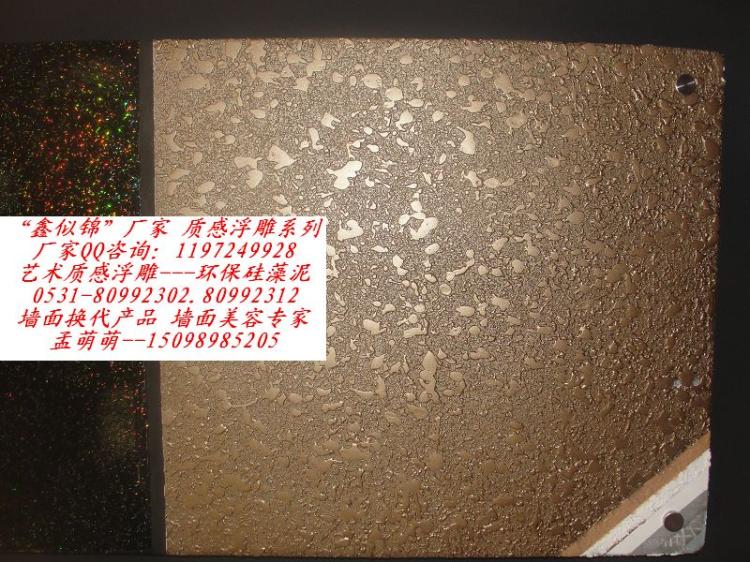 “鑫似锦”厂家 质感浮雕系列
厂家QQ咨询: 1197249928
艺术质感浮雕---环保硅藻泥
0531-80992302.80992312
墙面换代产品 墙面美容专家
孟萌萌--15098985205